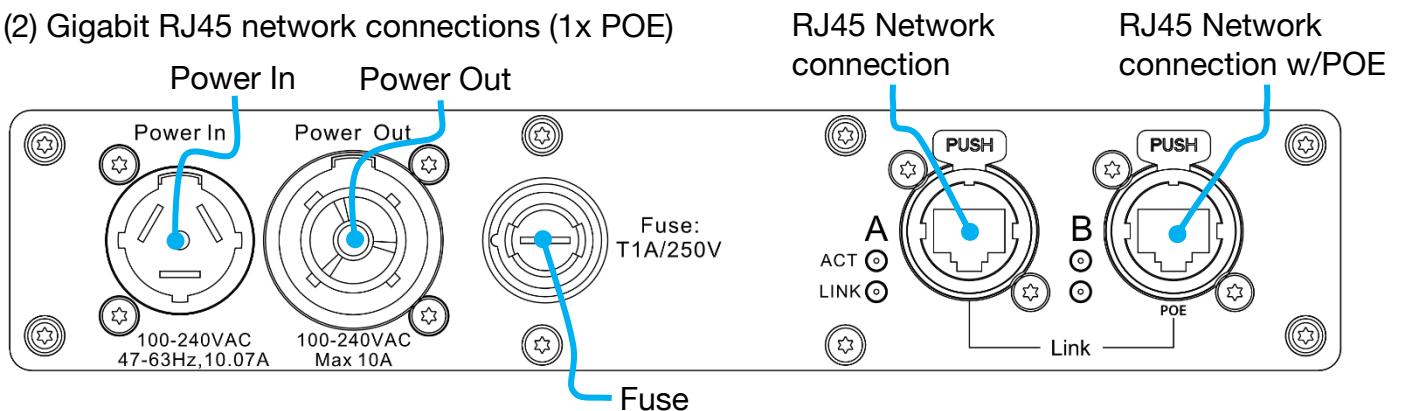 (2) Gigabit RJ45 network connections (1x POE)
RJ45 Network
connection
RJ45 Network
connection w/POE
Power In
Power Out
Power In
Power Out
PUSH
PUSH
Fuse:
T1A/250V
A
B
ACT
LINK
POE
100-240VAC
47-63Hz,10.07A
100-240VAC
Max 10A
Link
Fuse